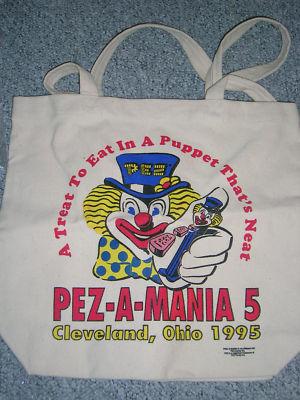 A Treat To Eat In A Puppet That's Neat
PEZ
PEZ-A-MANIA 5
Cleveland, Ohio 1995